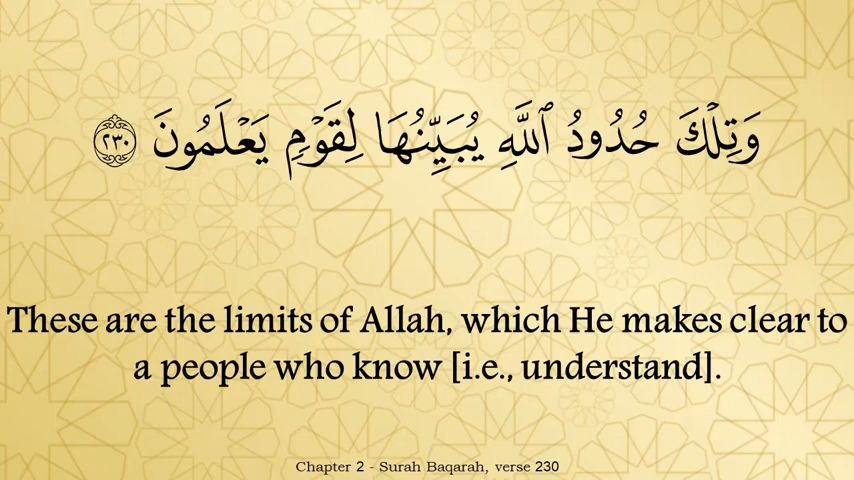 وَتِلْكَ حُدُودُ ٱللَّهِ يُبَيِّنُهَا لِقَوْمٍ يَعْلَمُونَ ٢٣٠
These are the limits of Allah, which He makes clear to
a people who know [i.e., understand].
Chapter 2 - Surah Baqarah, verse 230